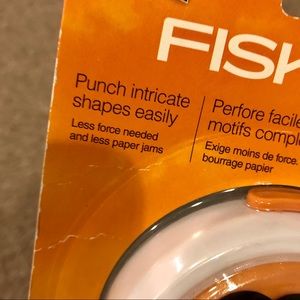 FISK
Punch intricate
shapes easily
Less force needed
and less paper jams
Perfore facile
motifs comple
Exige moins de force.
bourrage papier